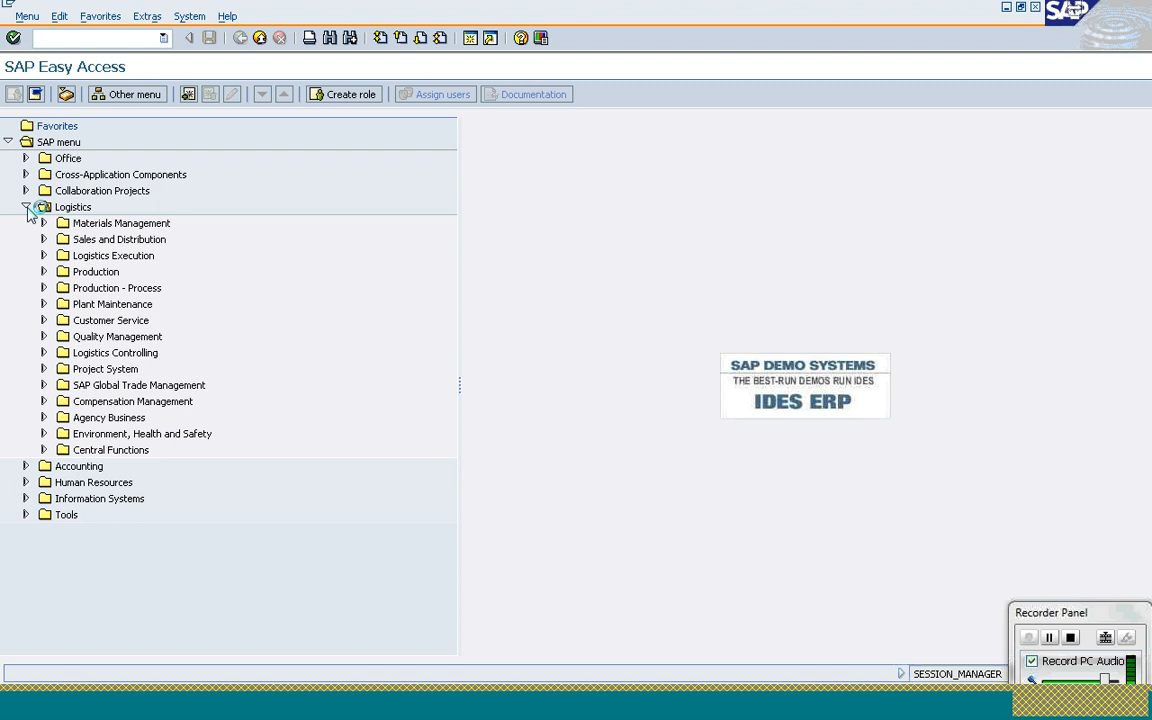 Menu Edit Favorites Extras System Help
SAP
SAP Easy Access
Other menu Create role Assign users Documentation
Favorites
SAP menu
Office
Cross-Application Components
Collaboration Projects
Logistics
Materials Management
Sales and Distribution
Logistics Execution
Production
Production - Process
Plant Maintenance
Customer Service
Quality Management
Logistics Controlling
Project System
SAP Global Trade Management
Compensation Management
Agency Business
Environment, Health and Safety
Central Functions
Accounting
Human Resources
Information Systems
Tools
SAP DEMO SYSTEMS
THE BEST-RUN DEMOS RUN IDES
IDES ERP
Recorder Panel
Record PC Audio
SESSION_MANAGER